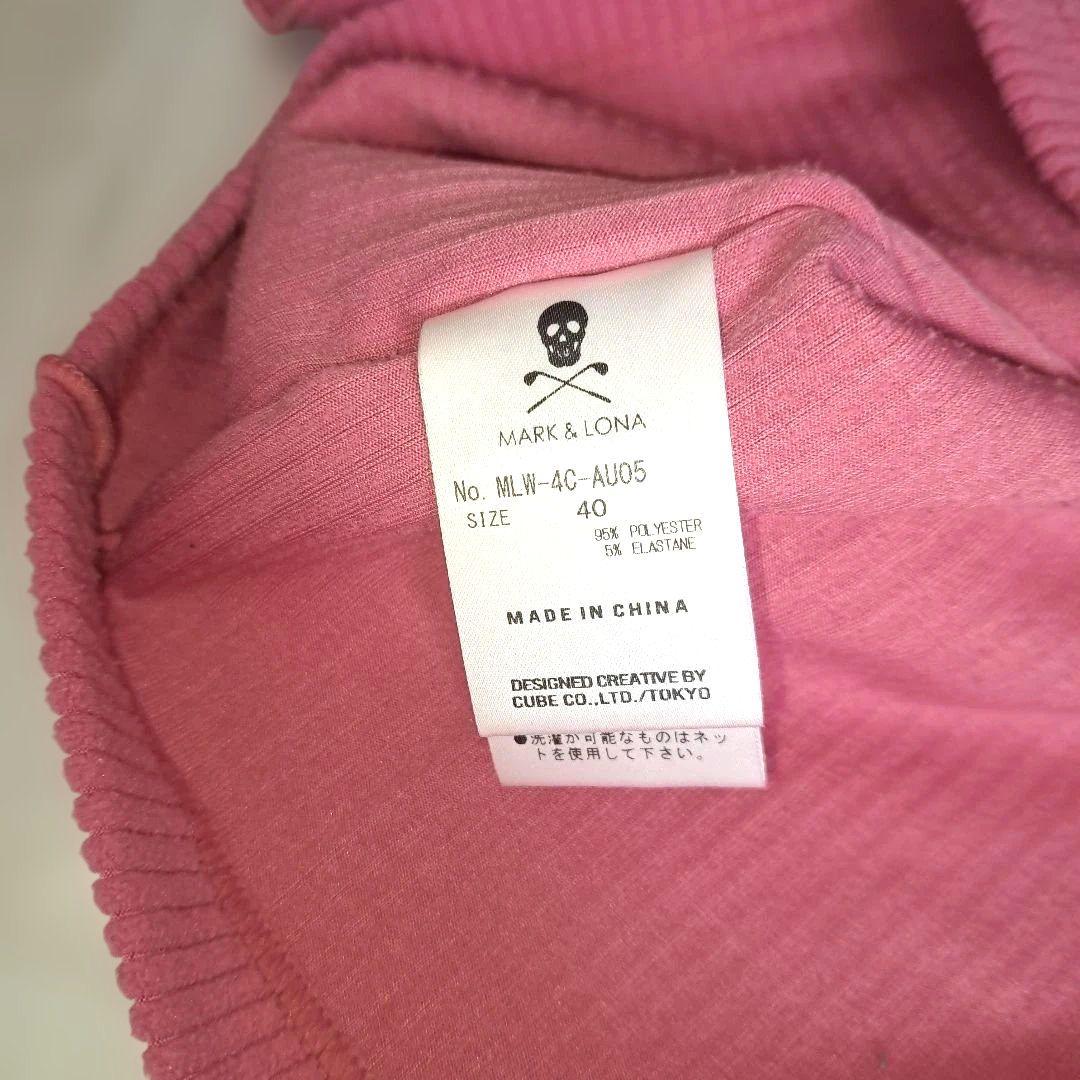 MARK & LONA
No. MLW-4C-AU05
SIZE 40
95% POLYESTER
5% ELASTANE
MADE IN CHINA
DESIGNED CREATIVE BY
CUBE CO.,LTD./TOKYO
●洗濯が可能なものはネッ
トを使用して下さい。